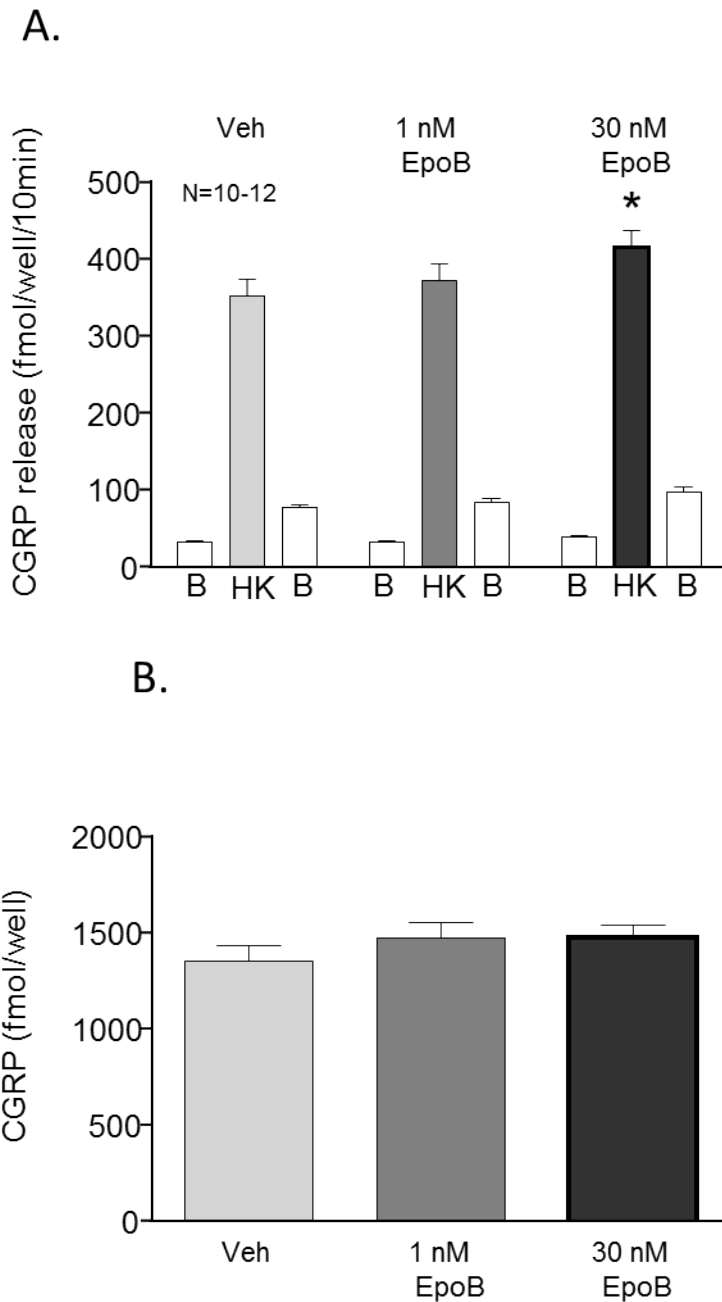 A.
Veh 1 nM 30 nM
EpoB EpoB
N=10-12
*
CGRP release (fmol/well/10min)
500
400
300
200
100
0
B HK B B HK B B HK B
B.
CGRP (fmol/well)
2000
1500
1000
500
0
Veh 1 nM 30 nM
EpoB EpoB